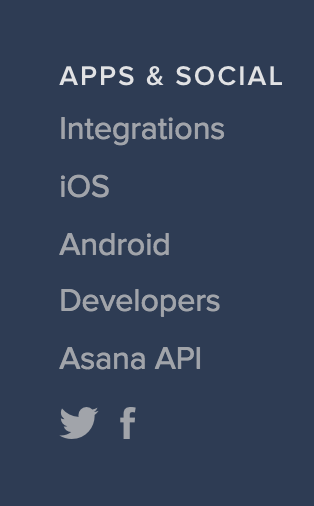 APPS & SOCIAL
Integrations
iOS
Android
Developers
Asana API